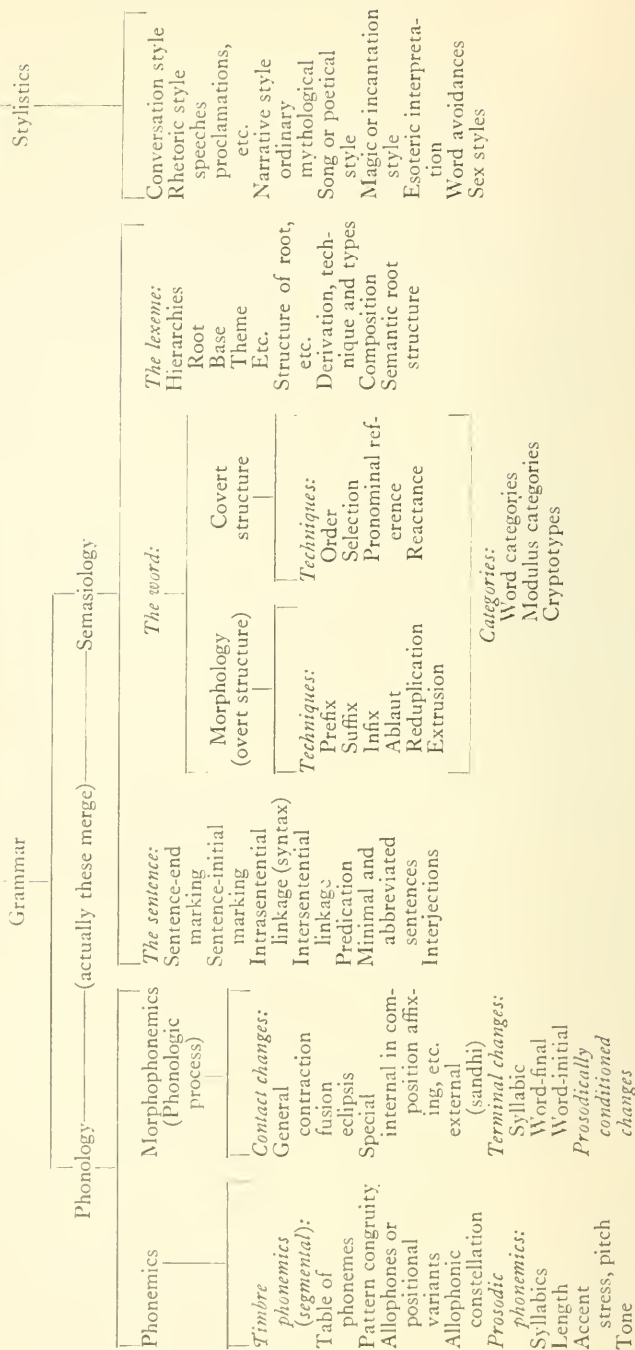 Grammar
Phonology—(actually these merge)—Semasiology
Stylistics
Phonemics
Timbre
phonemics
(segmental):
Table of
phonemes
Pattern congruity
Allophones or
positional
variants
Allophonic
constellation
Prosodic
phonemics:
Syllabics
Length
Accent
stress, pitch
Tone
Morphophonemics
(Phonologic
process)
Contact changes:
General
contraction
fusion
eclipsis
Special
internal in com-
position affix-
ing, etc.
external
(sandhi)
Terminal changes:
Syllabic
Word-final
Word-initial
Prosodically
conditioned
changes
The sentence:
Sentence-end
marking
Sentence-initial
marking
Intrasentential
linkage (syntax)
Intersentential
linkage
Predication
Minimal and
abbreviated
sentences
Interjections
The word:
Morphology
(overt structure)
Techniques:
Prefix
Suffix
Infix
Ablaut
Reduplication
Extrusion
Covert
structure
Techniques:
Order
Selection
Pronominal ref-
erence
Reactance
Categories:
Word categories
Modulus categories
Cryptotypes
The lexeme:
Hierarchies
Root
Base
Theme
Etc.
Structure of root,
etc.
Derivation, tech-
nique and types
Composition
Semantic root
structure
Conversation style
Rhetoric style
speeches
proclamations,
etc.
Narrative style
ordinary
mythological
Song or poetical
style
Magic or incantation
style
Esoteric interpreta-
tion
Word avoidances
Sex styles